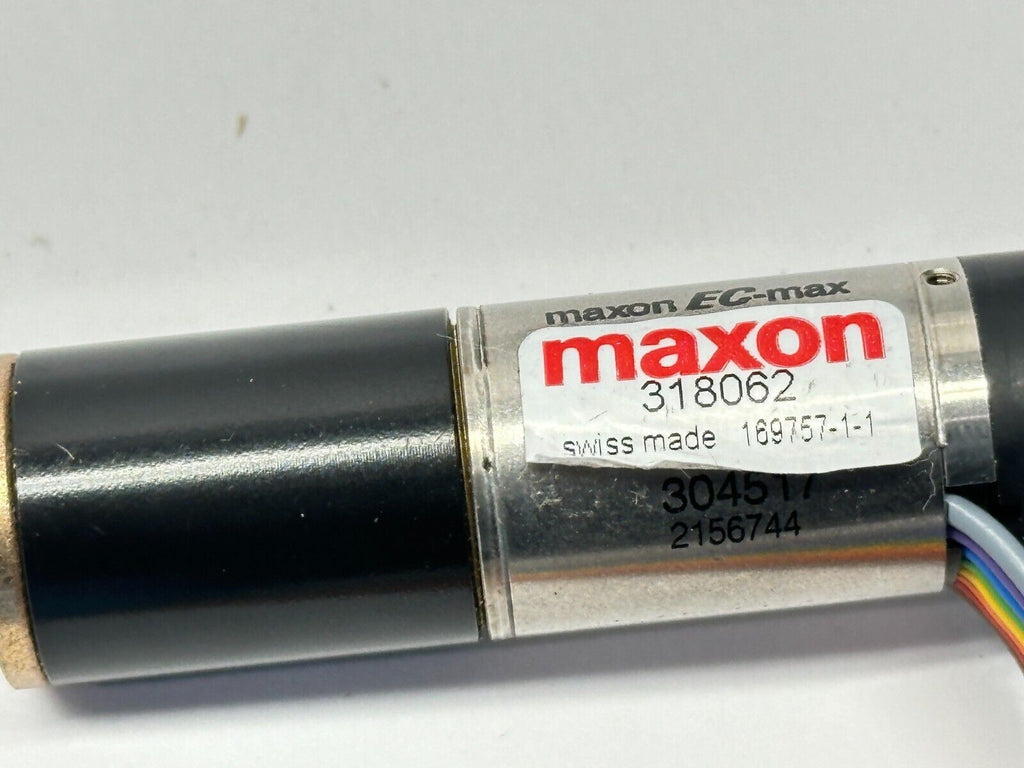 maxon EC-max
maxon
318062
swiss made 169757-1-1
304517
2156744